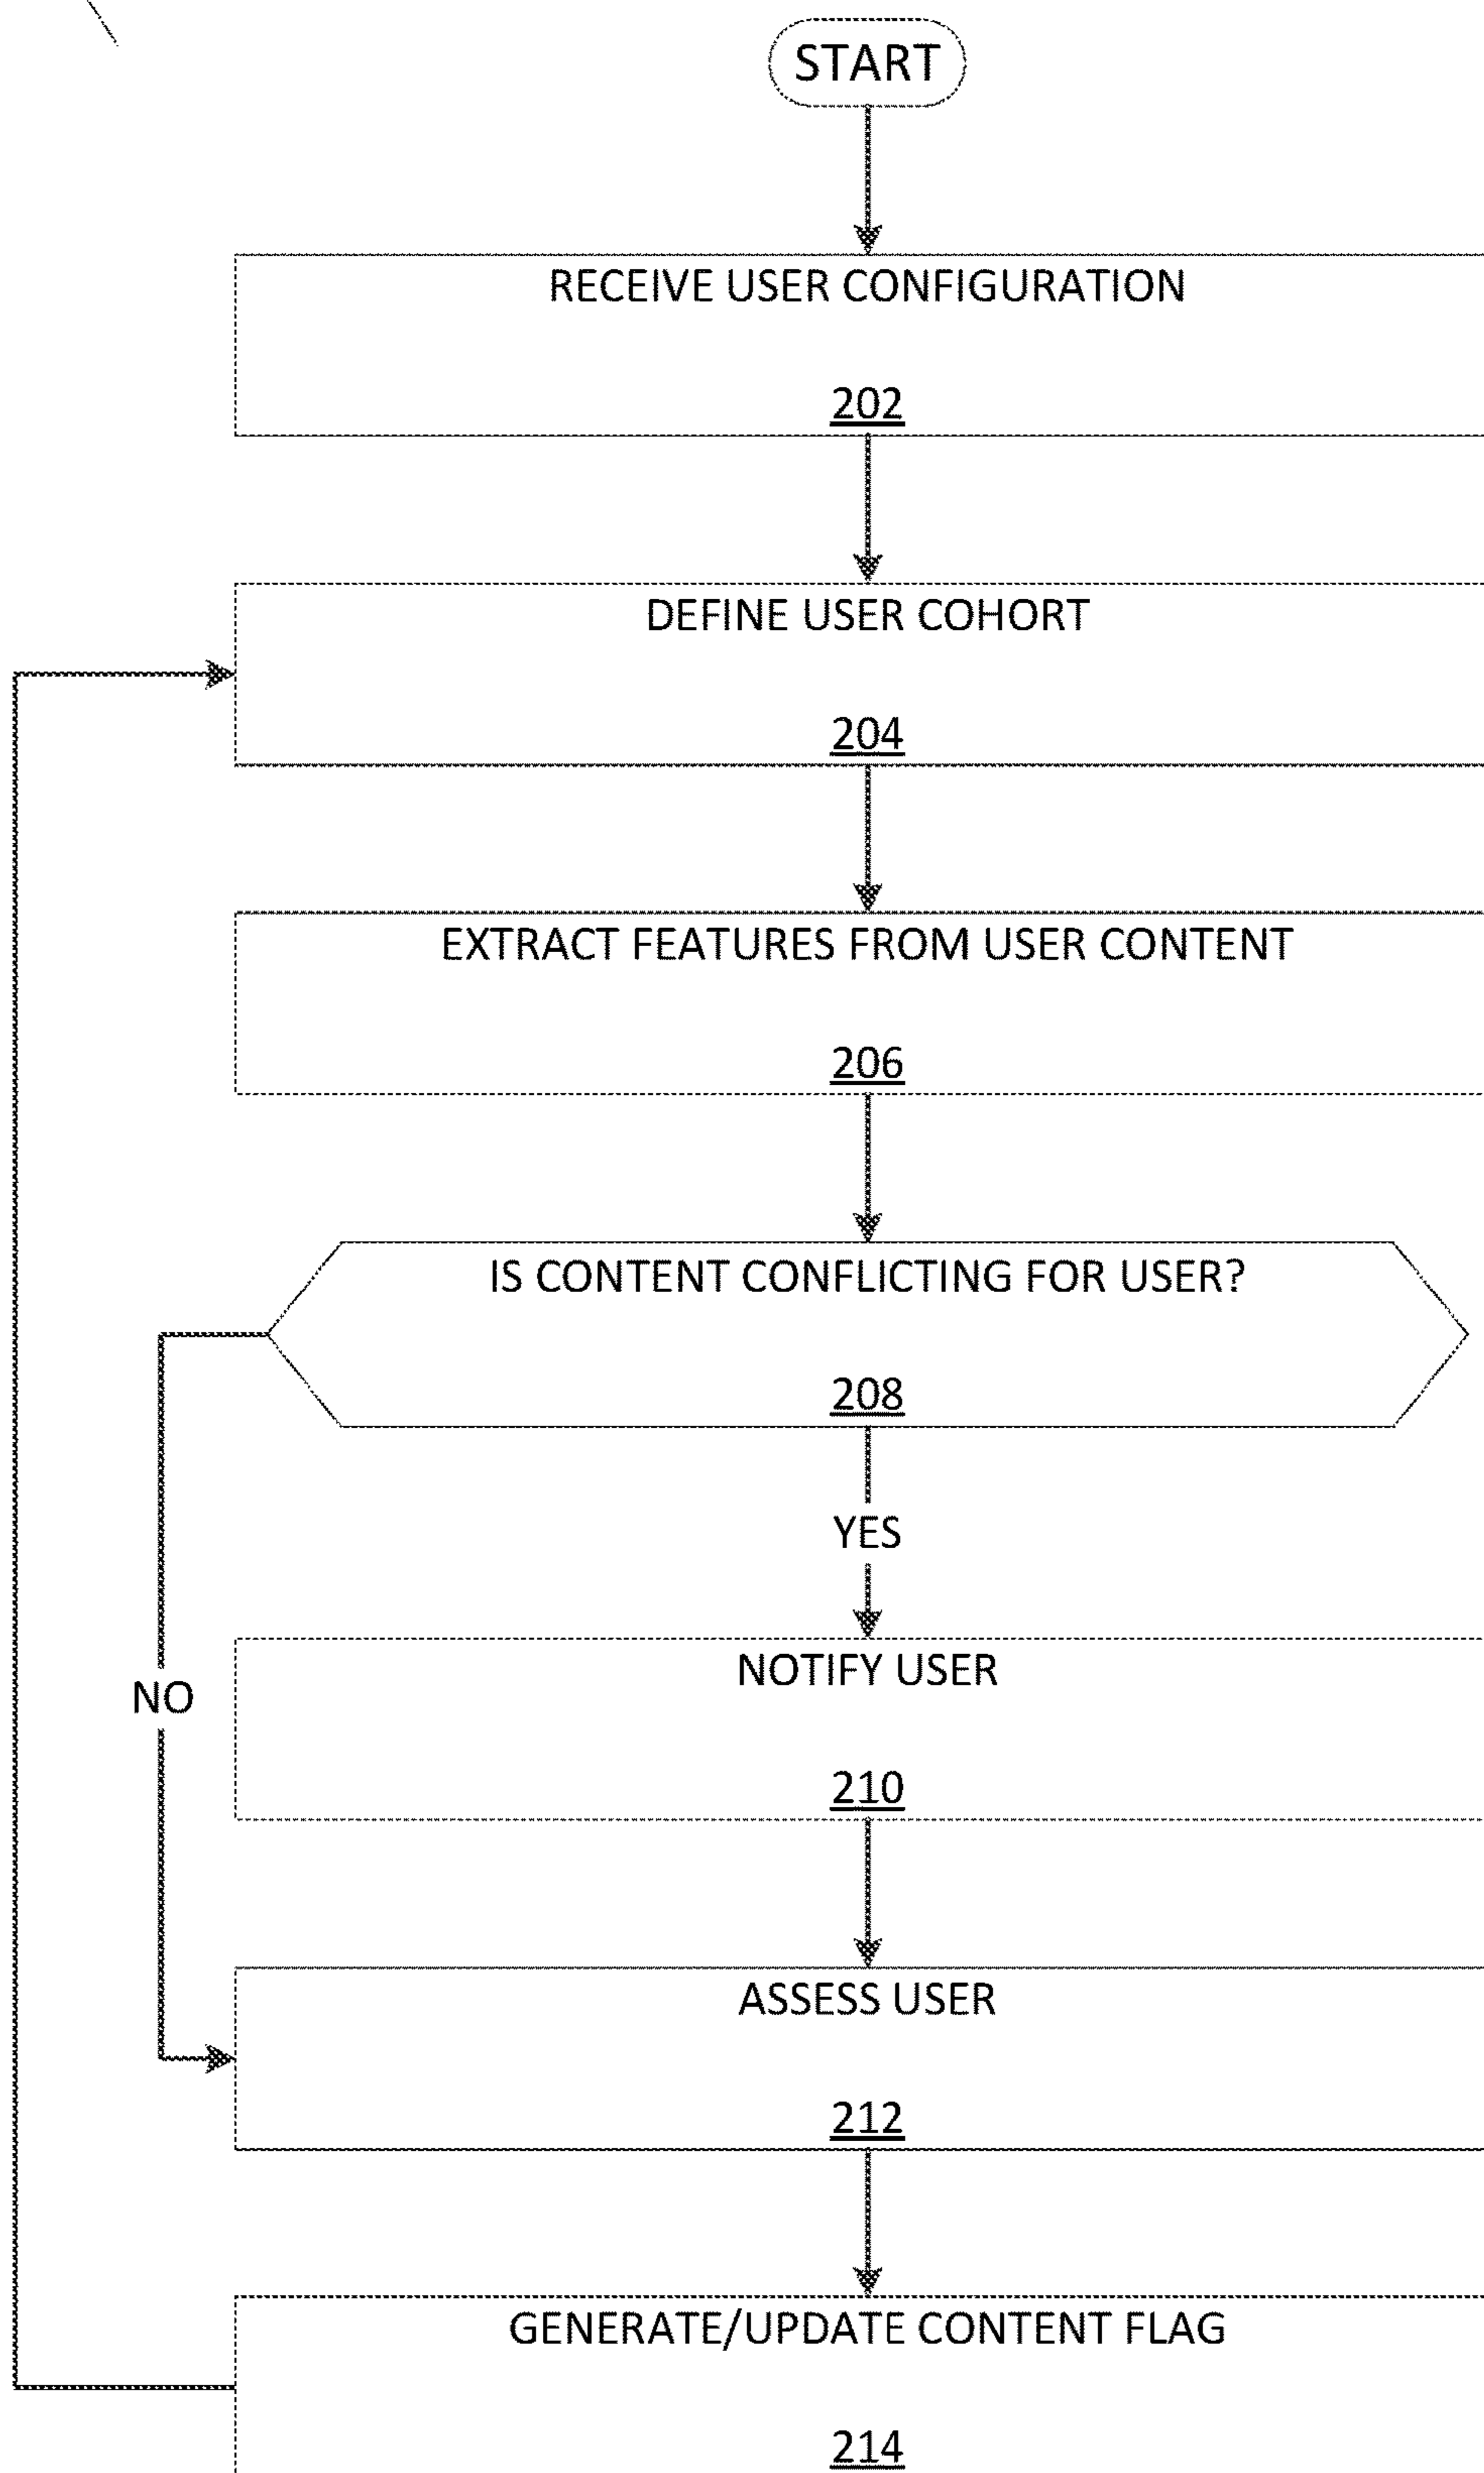 START
RECEIVE USER CONFIGURATION
202
DEFINE USER COHORT
204
EXTRACT FEATURES FROM USER CONTENT
206
IS CONTENT CONFLICTING FOR USER?
208
YES
NOTIFY USER
210
NO
ASSESS USER
212
GENERATE/UPDATE CONTENT FLAG
214